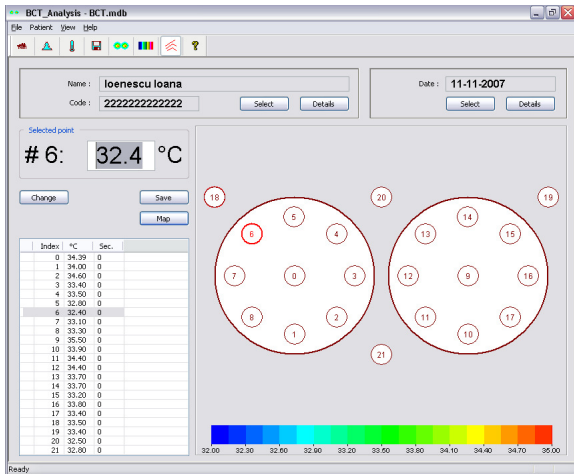 BCT_Analysis - BCT.mdb
File Patient View Help
?
Name : Ioenescu Ioana
Code : 2222222222222 Select Details
Date : 11-11-2007
Select Details
Selected point
# 6: 32.4 °C
Change Save
Map
Index °C Sec.
0 34.39 0
1 34.00 0
2 34.60 0
3 33.40 0
4 33.50 0
5 32.80 0
6 32.40 0
7 33.10 0
8 33.30 0
9 35.50 0
10 33.90 0
11 34.40 0
12 34.40 0
13 33.70 0
14 33.70 0
15 33.20 0
16 33.80 0
17 33.40 0
18 33.50 0
19 33.40 0
20 32.50 0
21 32.80 0
18 20 19
5 14
6 4 13 15
7 0 3 12 9 16
8 2 11 17
1 10
21
32.00 32.30 32.60 32.90 33.20 33.50 33.80 34.10 34.40 34.70 35.00
Ready